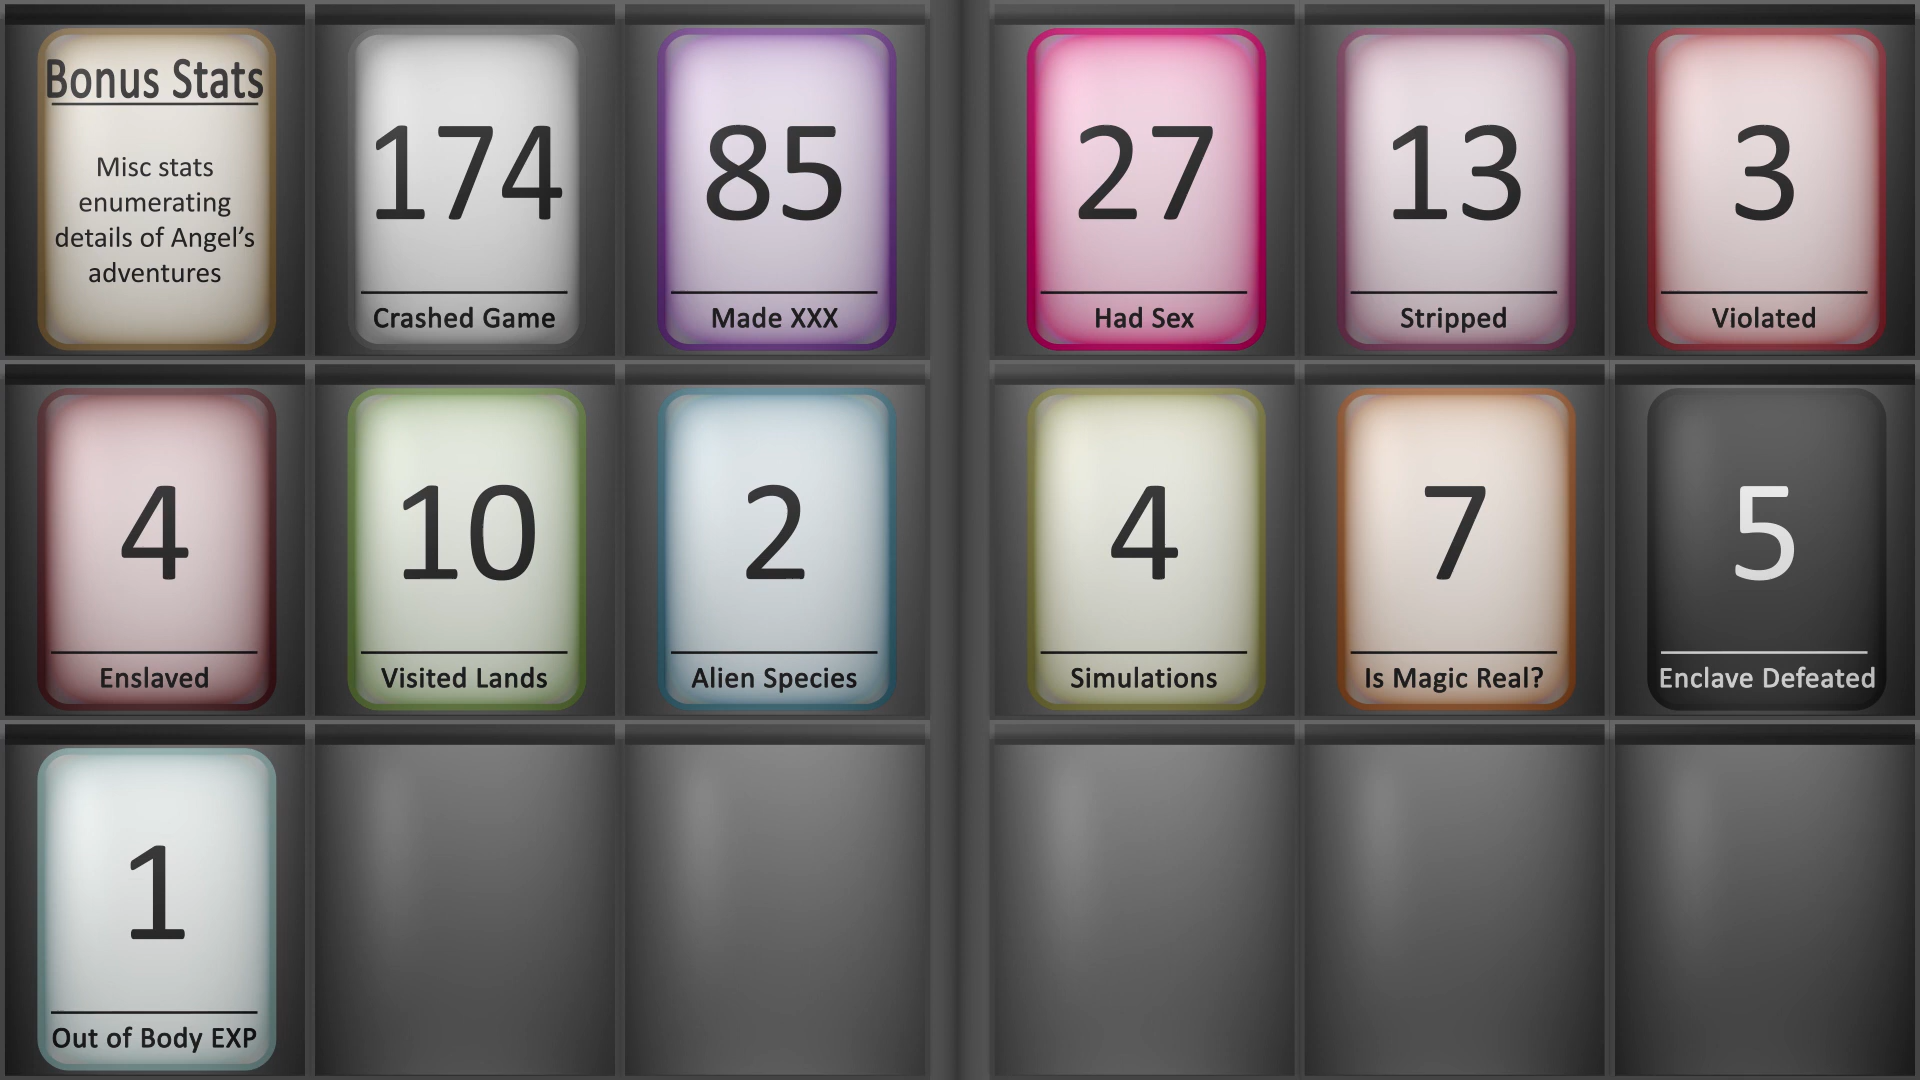 Bonus Stats
Misc stats
enumerating
details of Angel’s
adventures
174
Crashed Game
85
Made XXX
27
Had Sex
13
Stripped
3
Violated
4
Enslaved
10
Visited Lands
2
Alien Species
4
Simulations
7
Is Magic Real?
5
Enclave Defeated
1
Out of Body EXP